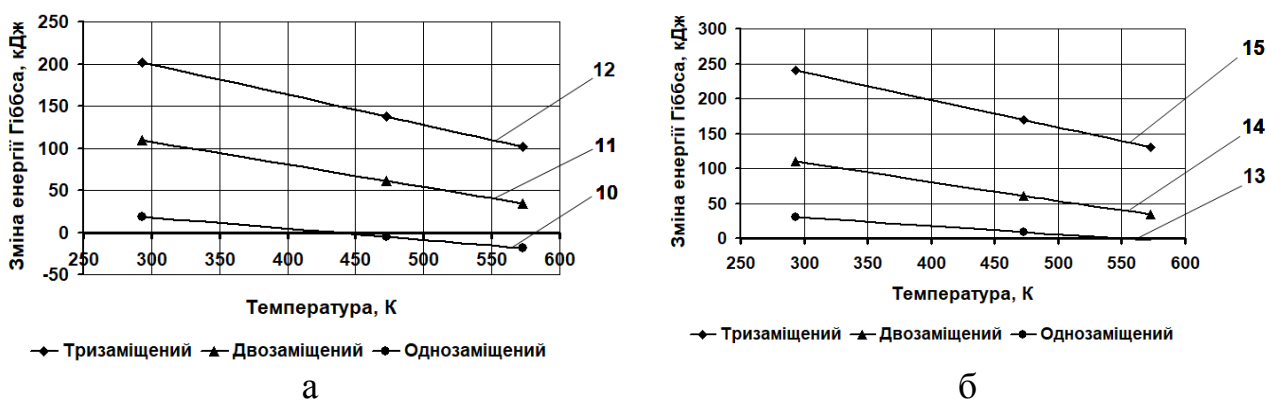 Зміна енергії Гіббса, кДж
250
200
150
100
50
0
-50
250 300 350 400 450 500 550 600
Температура, К
12
11
10
Тризаміщений Двозаміщений Однозаміщений
а
Зміна енергії Гіббса, кДж
300
250
200
150
100
50
0
250 300 350 400 450 500 550 600
Температура, К
15
14
13
Тризаміщений Двозаміщений Однозаміщений
б